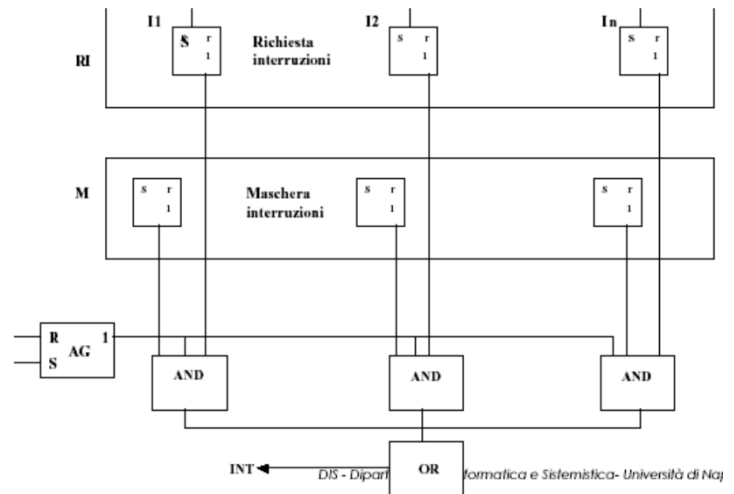 I1 I2 In
S r s r s r
RI Richiesta
1 1 1
interruzioni
s r s r s r
M Maschera
1 1 1
interruzioni
R 1
AG
S
AND AND AND
INT OR
DIS - Dipart formatica e Sistemistica- Università di Nap